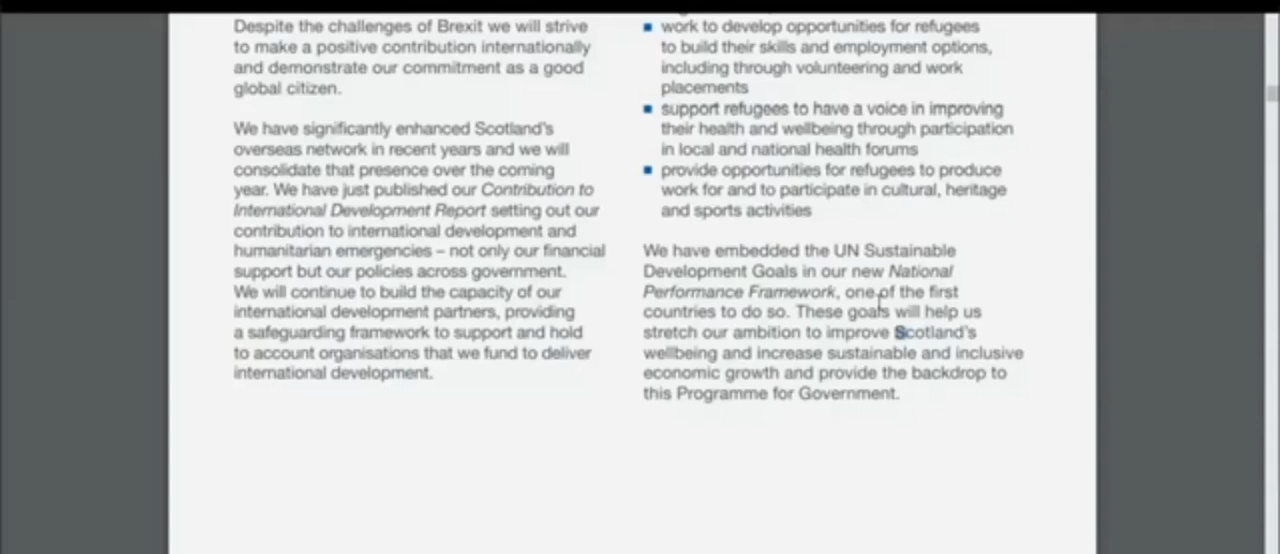 Despite the challenges of Brexit we will strive
to make a positive contribution internationally
and demonstrate our commitment as a good
global citizen.
We have significantly enhanced Scotland's
overseas network in recent years and we will
consolidate that presence over the coming
year. We have just published our Contribution to
International Development Report setting out our
contribution to international development and
humanitarian emergencies – not only our financial
support but our policies across government.
We will continue to build the capacity of our
international development partners, providing
a safeguarding framework to support and hold
to account organisations that we fund to deliver
international development.
work to develop opportunities for refugees
to build their skills and employment options,
including through volunteering and work
placements
support refugees to have a voice in improving
their health and wellbeing through participation
in local and national health forums
provide opportunities for refugees to produce
work for and to participate in cultural, heritage
and sports activities
We have embedded the UN Sustainable
Development Goals in our new National
Performance Framework, one of the first
countries to do so. These goals will help us
stretch our ambition to improve Scotland's
wellbeing and increase sustainable and inclusive
economic growth and provide the backdrop to
this Programme for Government.